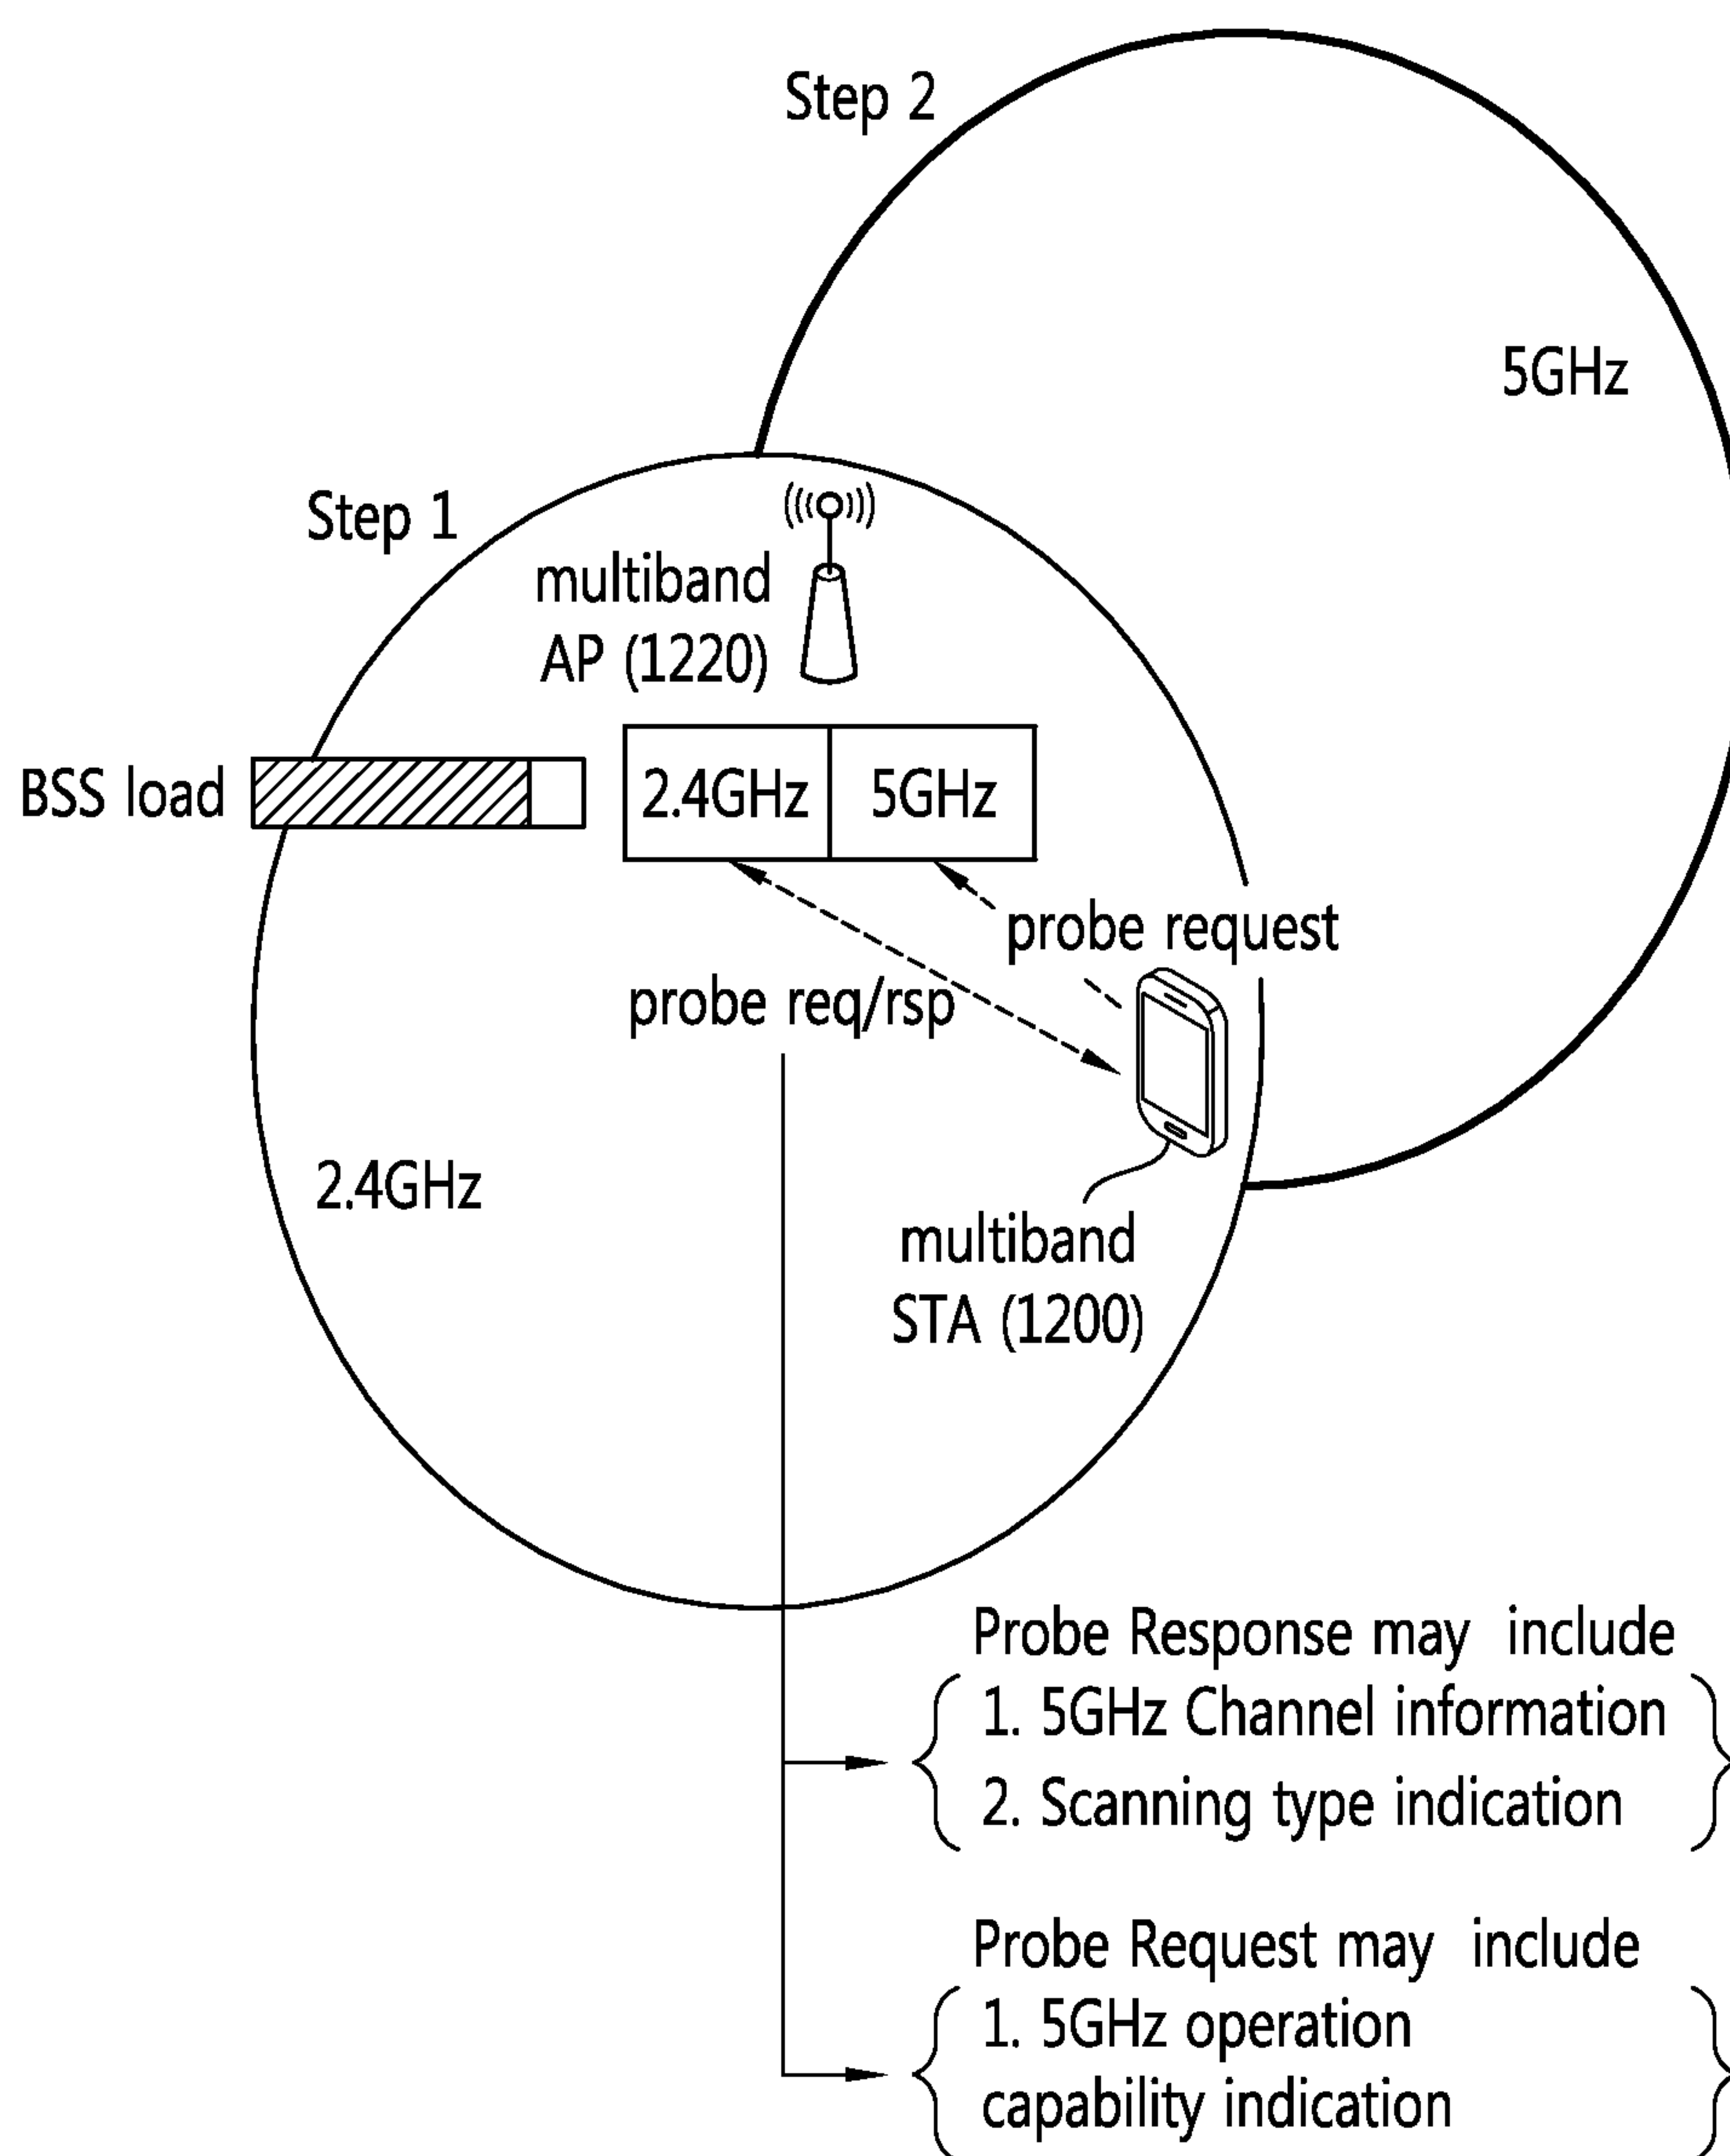 Step 2
5GHz
Step 1
multiband
AP (1220)
BSS load
2.4GHz
5GHz
probe request
probe req/rsp
2.4GHz
multiband
STA (1200)
Probe Response may include
1. 5GHz Channel information
2. Scanning type indication
Probe Request may include
1. 5GHz operation
capability indication